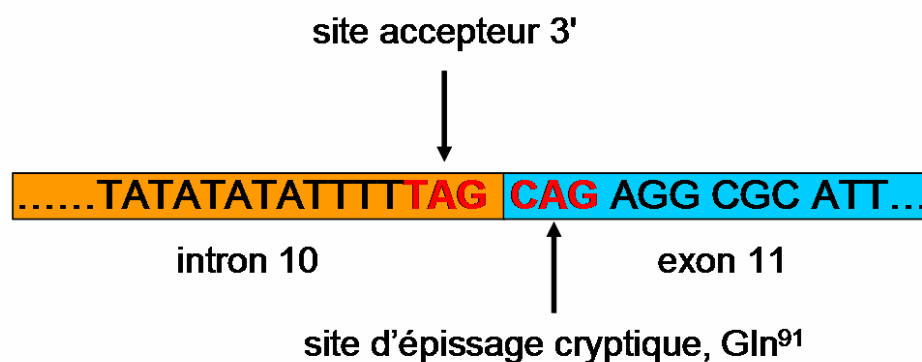 site accepteur 3'
......TATATATATTTTTAG CAG AGG CGC ATT...
intron 10 exon 11
site d'épissage cryptique, Gln⁹¹